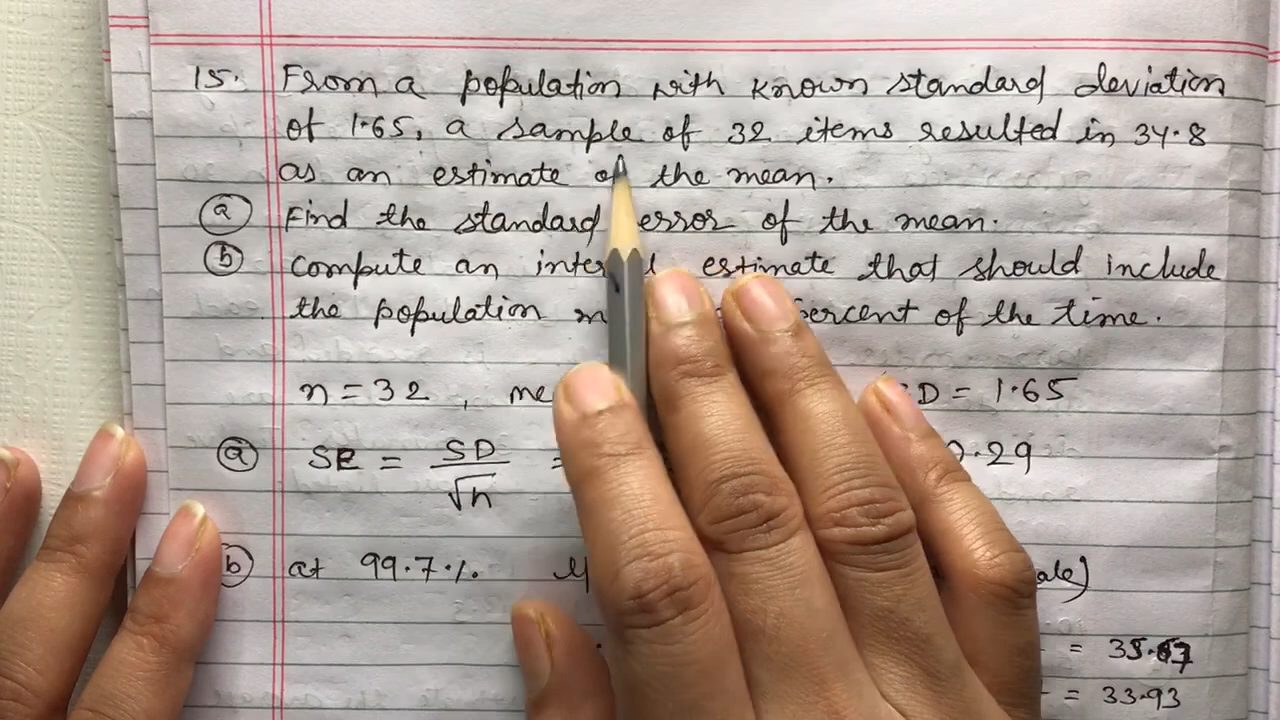 15. From a population with known standard deviation
of 1.65, a sample of 32 items resulted in 34.8
as an estimate of the mean.
(a) Find the standard error of the mean.
(b) Compute an estimate that should include
the population percent of the time.
n = 32 , D = 1.65
(a) SE = SD/√n = .29
(b) at 99.7%
= 35.67
= 33.93